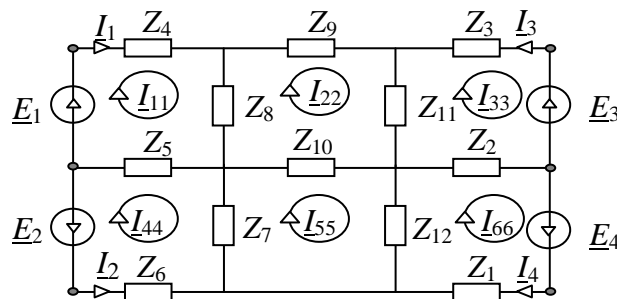 I1 Z4 Z9 Z3 I3
E1 I11 Z8 I22 Z11 I33 E3
Z5 Z10 Z2
E2 I44 Z7 I55 Z12 I66 E4
I2 Z6 Z1 I4